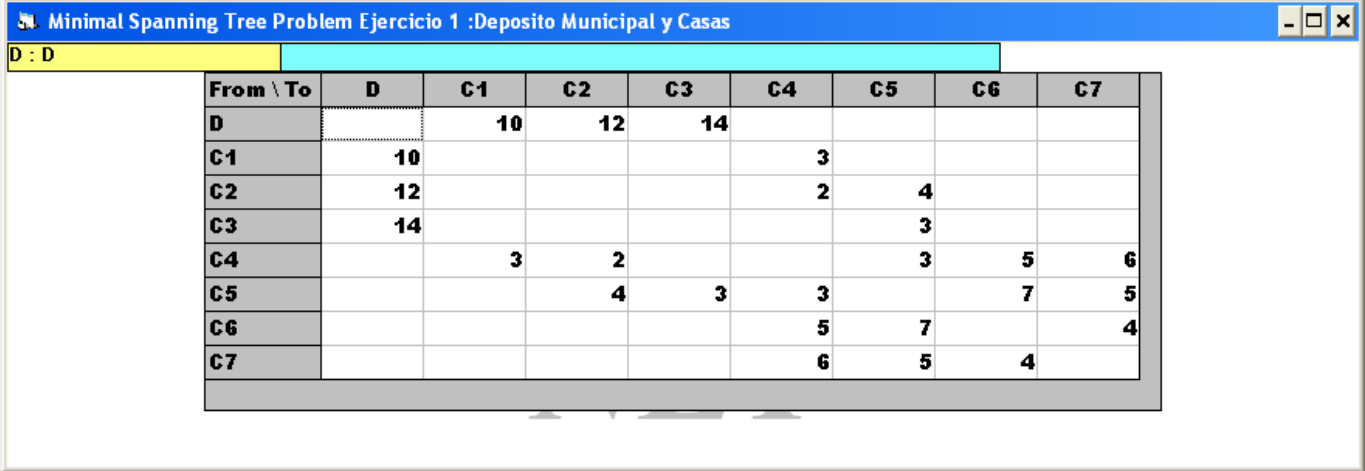 Minimal Spanning Tree Problem Ejercicio 1 :Deposito Municipal y Casas
D : D
From \ To D C1 C2 C3 C4 C5 C6 C7
D 10 12 14
C1 10 3
C2 12 2 4
C3 14 3
C4 3 2 3 5 6
C5 4 3 3 7 5
C6 5 7 4
C7 6 5 4